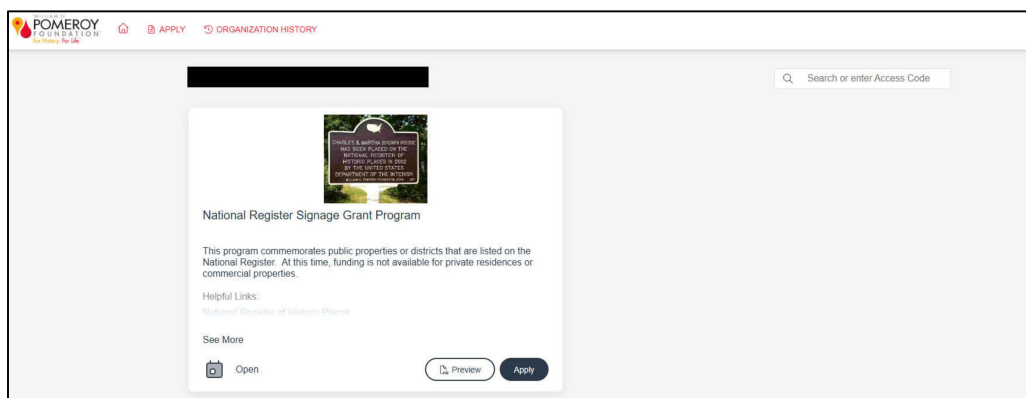 WILLIAM G.
POMEROY
FOUNDATION
For History. For Life.
APPLY
ORGANIZATION HISTORY
Search or enter Access Code
CHARLES & MARTHA BROWN HOUSE
HAS BEEN PLACED ON THE
NATIONAL REGISTER OF
HISTORIC PLACES IN 2002
BY THE UNITED STATES
DEPARTMENT OF THE INTERIOR
National Register Signage Grant Program
This program commemorates public properties or districts that are listed on the
National Register. At this time, funding is not available for private residences or
commercial properties.
Helpful Links:
National Register of Historic Places
See More
Open
Preview
Apply